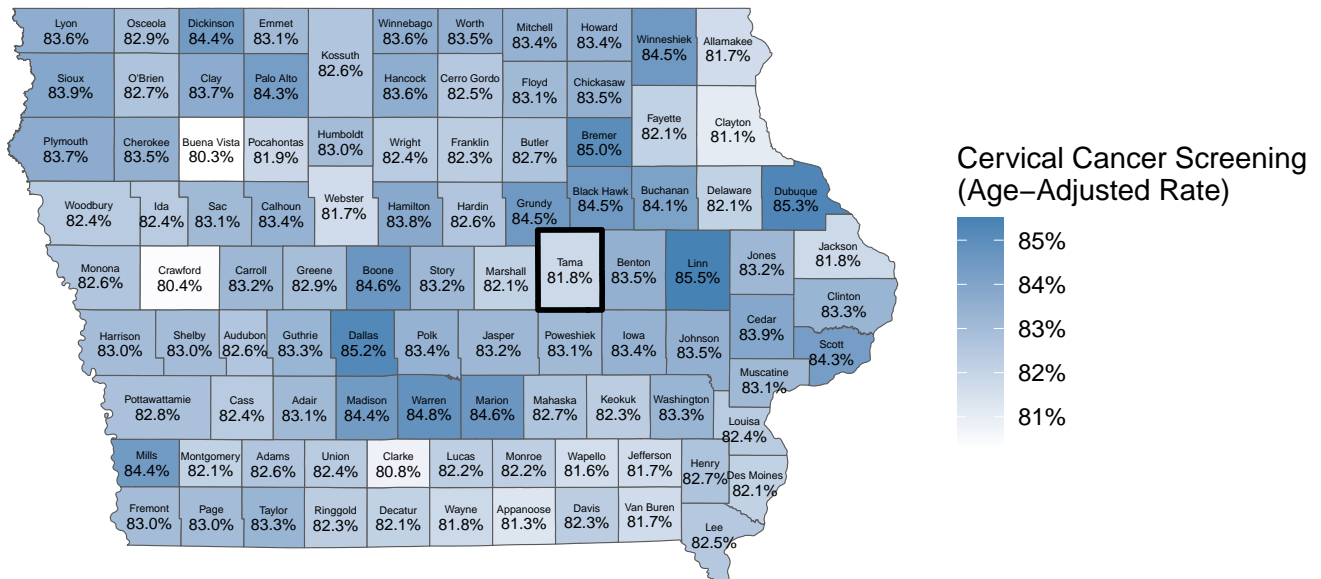 Lyon
83.6%
Osceola
82.9%
Dickinson
84.4%
Emmet
83.1%
Kossuth
82.6%
Winnebago
83.6%
Worth
83.5%
Mitchell
83.4%
Howard
83.4%
Winneshiek
84.5%
Allamakee
81.7%
Sioux
83.9%
O'Brien
82.7%
Clay
83.7%
Palo Alto
84.3%
Hancock
83.6%
Cerro Gordo
82.5%
Floyd
83.1%
Chickasaw
83.5%
Fayette
82.1%
Clayton
81.1%
Plymouth
83.7%
Cherokee
83.5%
Buena Vista
80.3%
Pocahontas
81.9%
Humboldt
83.0%
Wright
82.4%
Franklin
82.3%
Butler
82.7%
Bremer
85.0%
Woodbury
82.4%
Ida
82.4%
Sac
83.1%
Calhoun
83.4%
Webster
81.7%
Hamilton
83.8%
Hardin
82.6%
Grundy
84.5%
Black Hawk
84.5%
Buchanan
84.1%
Delaware
82.1%
Dubuque
85.3%
Monona
82.6%
Crawford
80.4%
Carroll
83.2%
Greene
82.9%
Boone
84.6%
Story
83.2%
Marshall
82.1%
Tama
81.8%
Benton
83.5%
Linn
85.5%
Jones
83.2%
Jackson
81.8%
Clinton
83.3%
Harrison
83.0%
Shelby
83.0%
Audubon
82.6%
Guthrie
83.3%
Dallas
85.2%
Polk
83.4%
Jasper
83.2%
Poweshiek
83.1%
Iowa
83.4%
Johnson
83.5%
Cedar
83.9%
Scott
84.3%
Muscatine
83.1%
Pottawattamie
82.8%
Cass
82.4%
Adair
83.1%
Madison
84.4%
Warren
84.8%
Marion
84.6%
Mahaska
82.7%
Keokuk
82.3%
Washington
83.3%
Louisa
82.4%
Mills
84.4%
Montgomery
82.1%
Adams
82.6%
Union
82.4%
Clarke
80.8%
Lucas
82.2%
Monroe
82.2%
Wapello
81.6%
Jefferson
81.7%
Henry
82.7%
Des Moines
82.1%
Fremont
83.0%
Page
83.0%
Taylor
83.3%
Ringgold
82.3%
Decatur
82.1%
Wayne
81.8%
Appanoose
81.3%
Davis
82.3%
Van Buren
81.7%
Lee
82.5%
Cervical Cancer Screening
(Age−Adjusted Rate)
85%
84%
83%
82%
81%